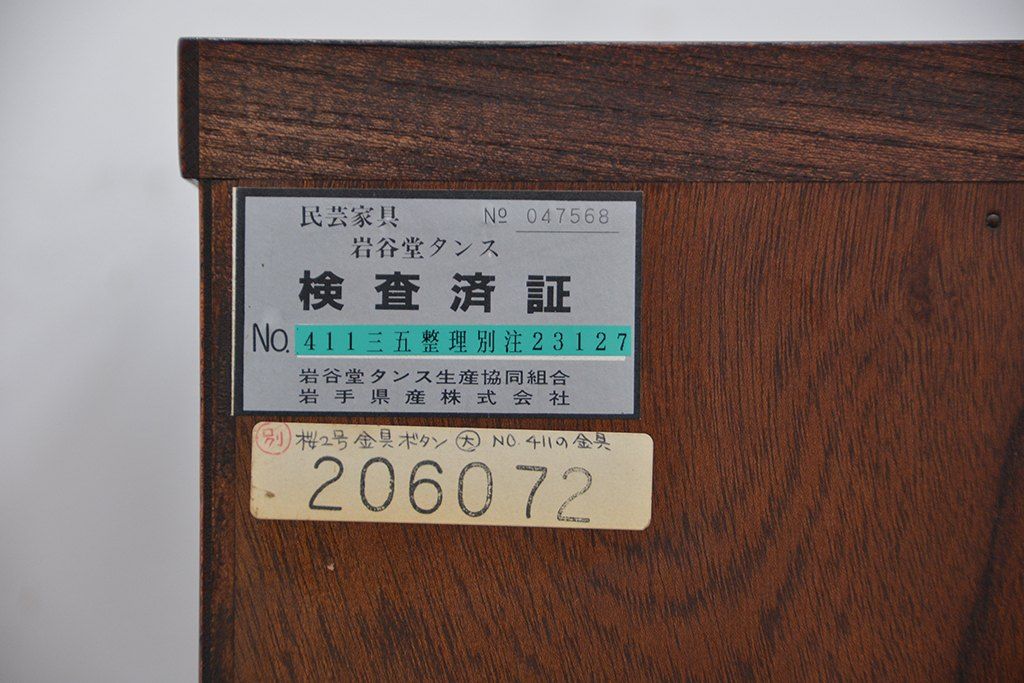 民芸家具 № 047568
岩谷堂タンス
検査済証
No. 411三五整理別注23127
岩谷堂タンス生産協同組合
岩手県産株式会社
別 桜2号 金具ボタン 大 NO.411の金具
206072